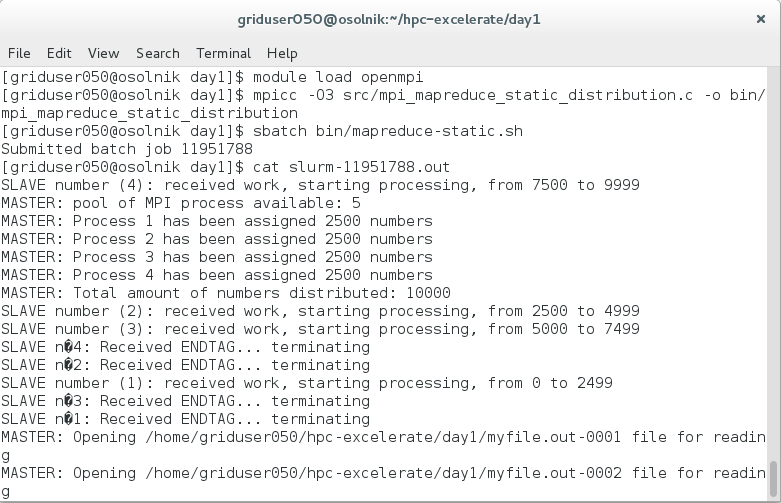 griduser050@osolnik:~/hpc-excelerate/day1
File Edit View Search Terminal Help
[griduser050@osolnik day1]$ module load openmpi
[griduser050@osolnik day1]$ mpicc -O3 src/mpi_mapreduce_static_distribution.c -o bin/
mpi_mapreduce_static_distribution
[griduser050@osolnik day1]$ sbatch bin/mapreduce-static.sh
Submitted batch job 11951788
[griduser050@osolnik day1]$ cat slurm-11951788.out
SLAVE number (4): received work, starting processing, from 7500 to 9999
MASTER: pool of MPI process available: 5
MASTER: Process 1 has been assigned 2500 numbers
MASTER: Process 2 has been assigned 2500 numbers
MASTER: Process 3 has been assigned 2500 numbers
MASTER: Process 4 has been assigned 2500 numbers
MASTER: Total amount of numbers distributed: 10000
SLAVE number (2): received work, starting processing, from 2500 to 4999
SLAVE number (3): received work, starting processing, from 5000 to 7499
SLAVE n�4: Received ENDTAG... terminating
SLAVE n�2: Received ENDTAG... terminating
SLAVE number (1): received work, starting processing, from 0 to 2499
SLAVE n�3: Received ENDTAG... terminating
SLAVE n�1: Received ENDTAG... terminating
MASTER: Opening /home/griduser050/hpc-excelerate/day1/myfile.out-0001 file for readin
g
MASTER: Opening /home/griduser050/hpc-excelerate/day1/myfile.out-0002 file for readin
g